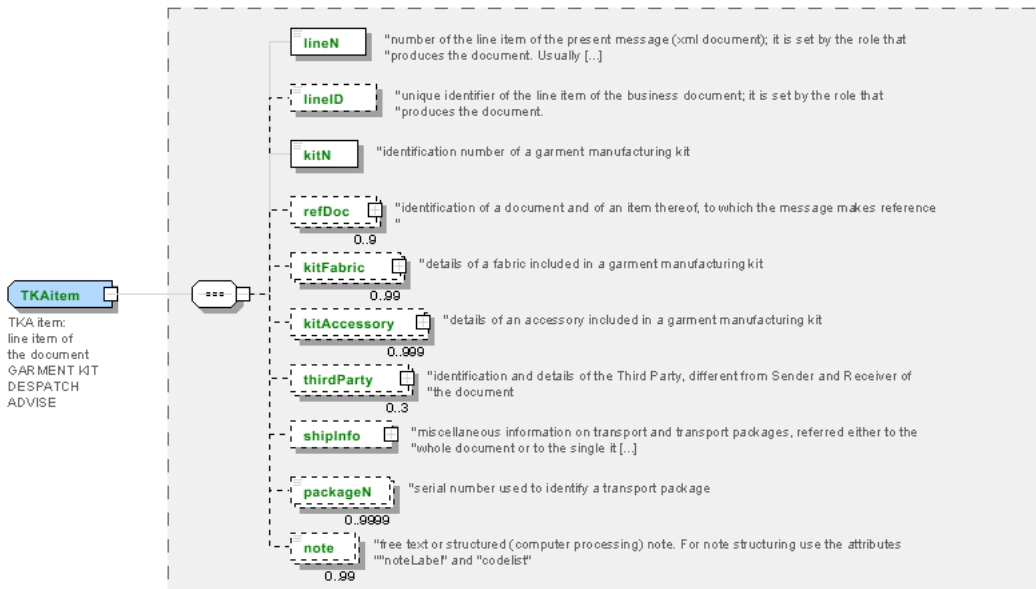 lineN
"number of the line item of the present message (xml document); it is set by the role that
"produces the document. Usually [...]
lineID
"unique identifier of the line item of the business document; it is set by the role that
"produces the document.
kitN
"identification number of a garment manufacturing kit
refDoc
"identification of a document and of an item thereof, to which the message makes reference
"
0..9
kitFabric
"details of a fabric included in a garment manufacturing kit
0..99
TKAitem
TKA item:
line item of
the document
GARMENT KIT
DESPATCH
ADVISE
kitAccessory
"details of an accessory included in a garment manufacturing kit
0..999
thirdParty
"identification and details of the Third Party, different from Sender and Receiver of
"the document
0..3
shipInfo
"miscellaneous information on transport and transport packages, referred either to the
"whole document or to the single it [...]
packageN
"serial number used to identify a transport package
0..9999
note
"free text or structured (computer processing) note. For note structuring use the attributes
""noteLabel" and "codelist"
0..99